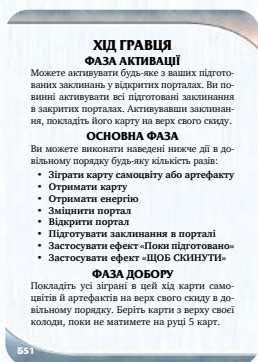 ХІД ГРАВЦЯ
ФАЗА АКТИВАЦІЇ
Можете активувати будь-яке з ваших підгото-
ваних заклинань у відкритих порталах. Ви по-
винні активувати всі підготовані заклинання
в закритих порталах. Активувавши заклинан-
ня, покладіть його карту на верх свого скиду.
ОСНОВНА ФАЗА
Ви можете виконати наведені нижче дії в до-
вільному порядку будь-яку кількість разів:
• Зіграти карту самоцвіту або артефакту
• Отримати карту
• Отримати енергію
• Зміцнити портал
• Відкрити портал
• Підготувати заклинання в порталі
• Застосувати ефект «Поки підготовано»
• Застосувати ефект «ЩОБ СКИНУТИ»
ФАЗА ДОБОРУ
Покладіть усі зіграні в цей хід карти само-
цвітів й артефактів на верх свого скиду в до-
вільному порядку. Беріть карти з верху своєї
колоди, поки не матимете на руці 5 карт.
Б51